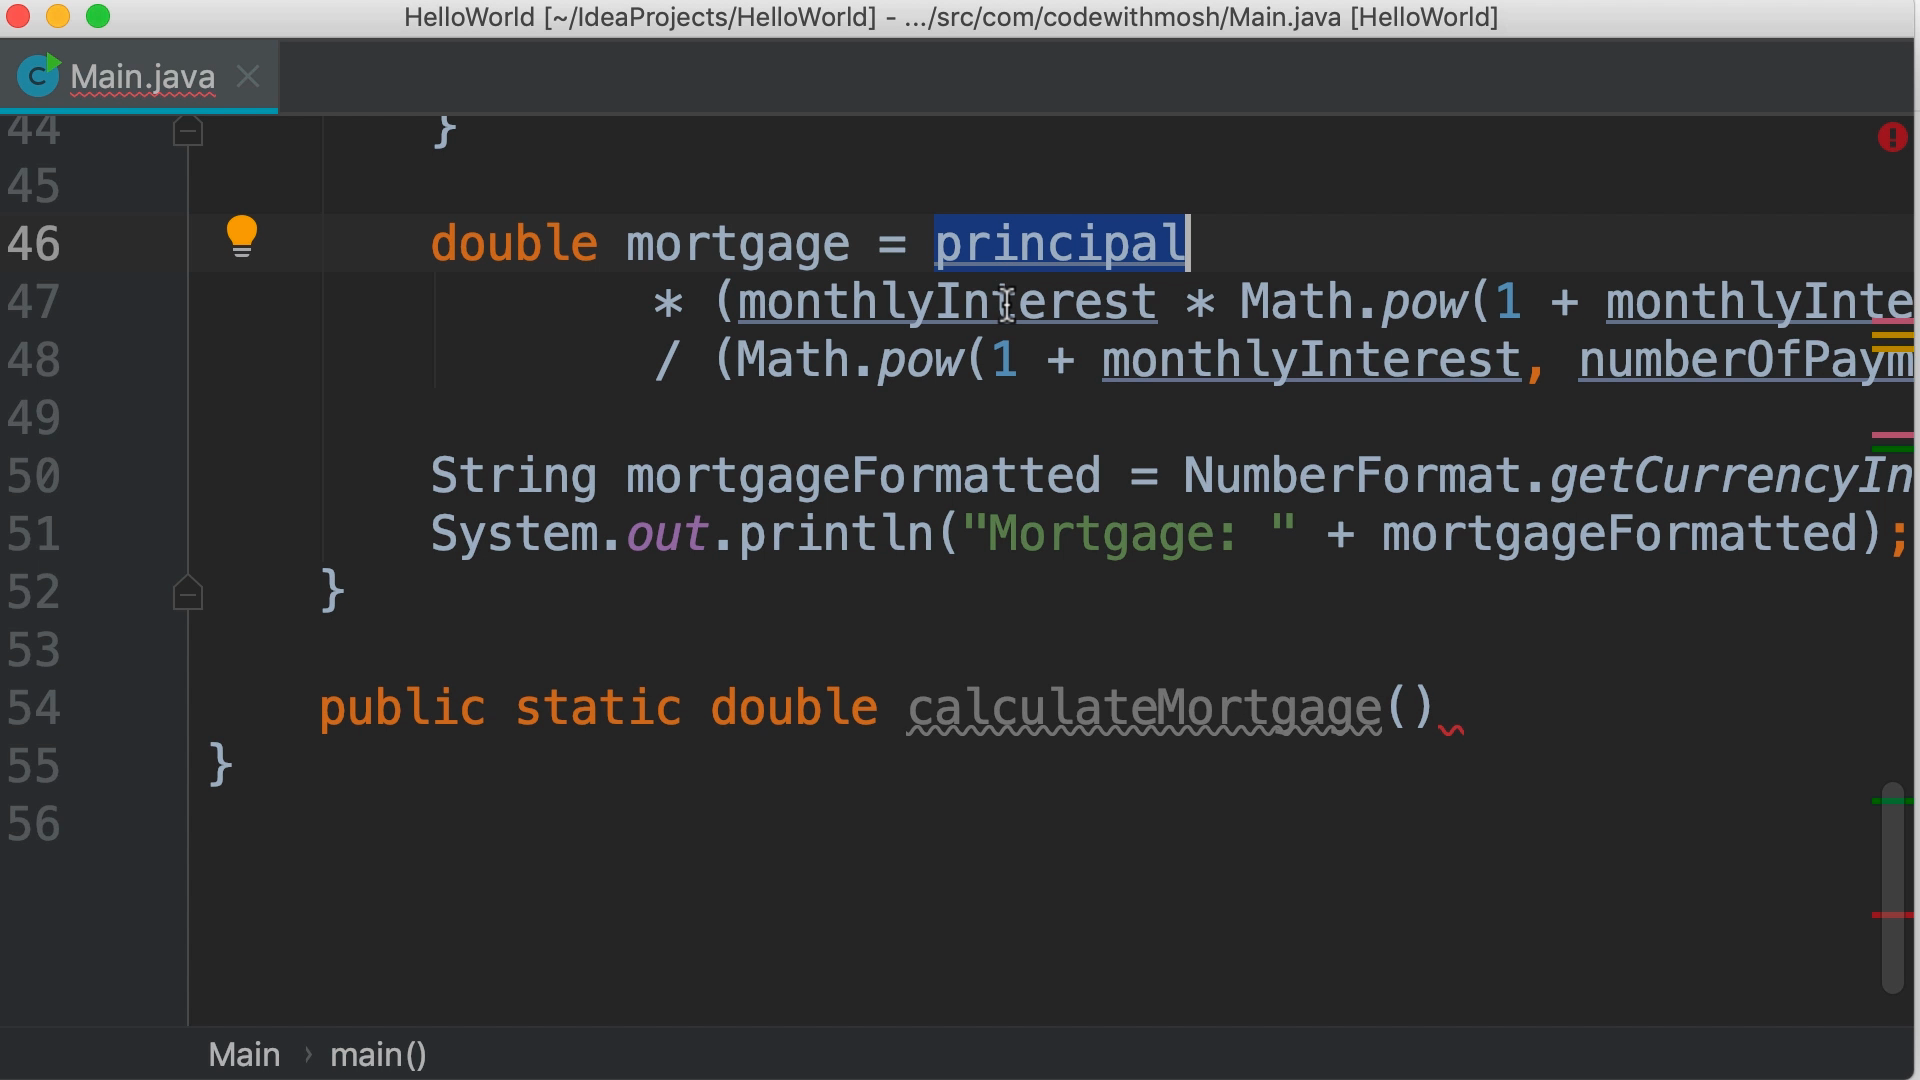 HelloWorld [~/IdeaProjects/HelloWorld] - .../src/com/codewithmosh/Main.java [HelloWorld]
C Main.java
44 }
45
46 double mortgage = principal
47 * (monthlyInterest * Math.pow(1 + monthlyInte
48 / (Math.pow(1 + monthlyInterest, numberOfPaym
49
50 String mortgageFormatted = NumberFormat.getCurrencyIn
51 System.out.println("Mortgage: " + mortgageFormatted);
52 }
53
54 public static double calculateMortgage()
55 }
56
Main › main()